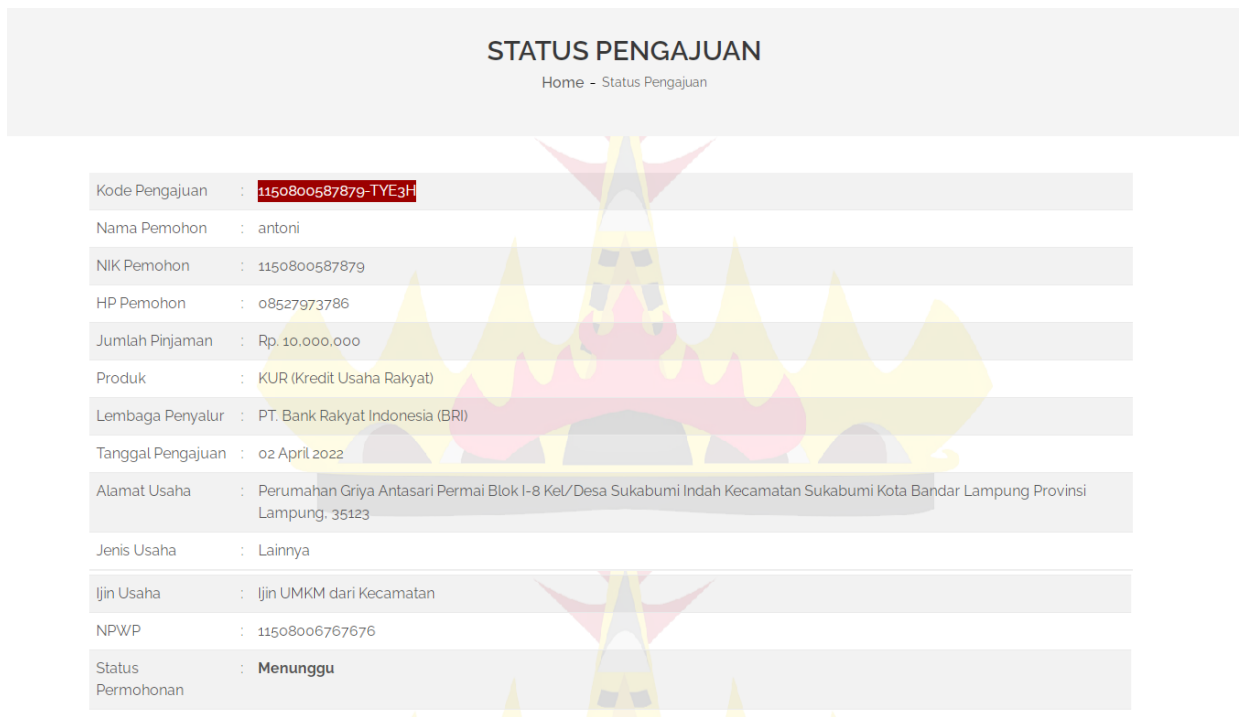 STATUS PENGAJUAN
Home - Status Pengajuan
Kode Pengajuan : 1150800587879-TYE3H
Nama Pemohon : antoni
NIK Pemohon : 1150800587879
HP Pemohon : 08527973786
Jumlah Pinjaman : Rp. 10,000,000
Produk : KUR (Kredit Usaha Rakyat)
Lembaga Penyalur : PT. Bank Rakyat Indonesia (BRI)
Tanggal Pengajuan : 02 April 2022
Alamat Usaha : Perumahan Griya Antasari Permai Blok I-8 Kel/Desa Sukabumi Indah Kecamatan Sukabumi Kota Bandar Lampung Provinsi
Lampung, 35123
Jenis Usaha : Lainnya
Ijin Usaha : Ijin UMKM dari Kecamatan
NPWP : 11508006767676
Status : Menunggu
Permohonan